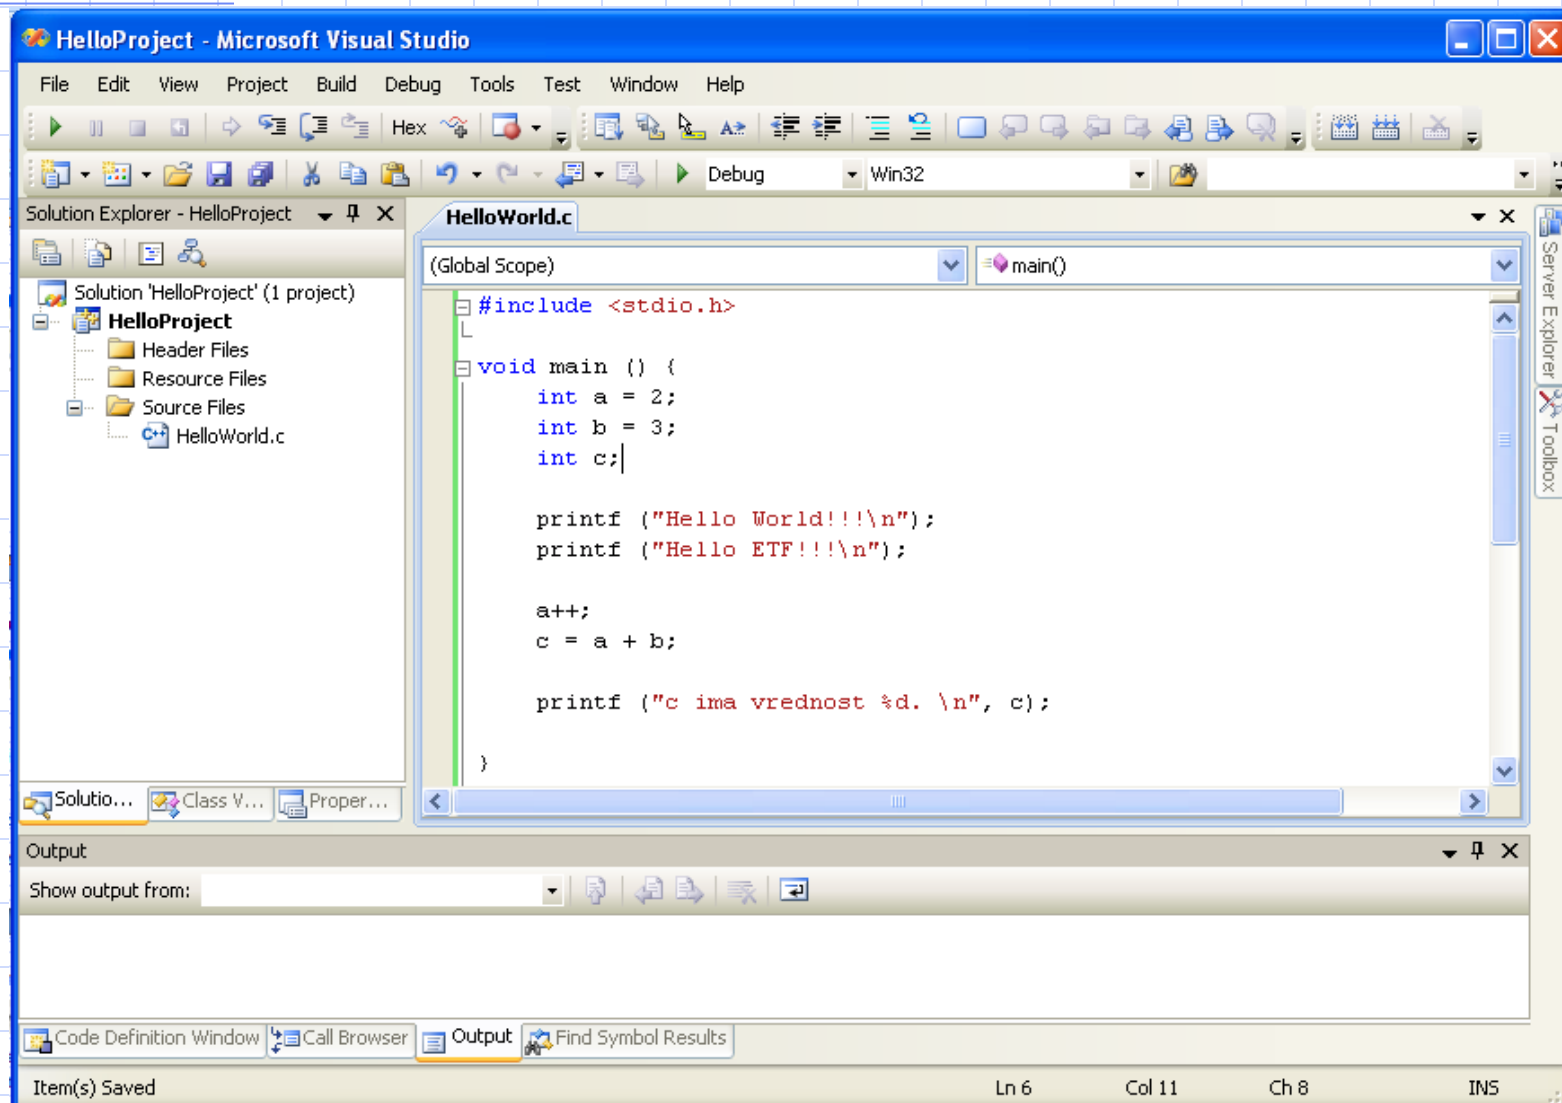 HelloProject - Microsoft Visual Studio
File Edit View Project Build Debug Tools Test Window Help
Hex
Debug Win32
Solution Explorer - HelloProject
Solution 'HelloProject' (1 project)
HelloProject
Header Files
Resource Files
Source Files
HelloWorld.c
Solutio... Class V... Proper...
HelloWorld.c
(Global Scope) main()
#include <stdio.h>
void main () {
int a = 2;
int b = 3;
int c;
printf ("Hello World!!!\n");
printf ("Hello ETF!!!\n");
a++;
c = a + b;
printf ("c ima vrednost %d. \n", c);
}
Server Explorer
Toolbox
Output
Show output from:
Code Definition Window Call Browser Output Find Symbol Results
Item(s) Saved Ln 6 Col 11 Ch 8 INS